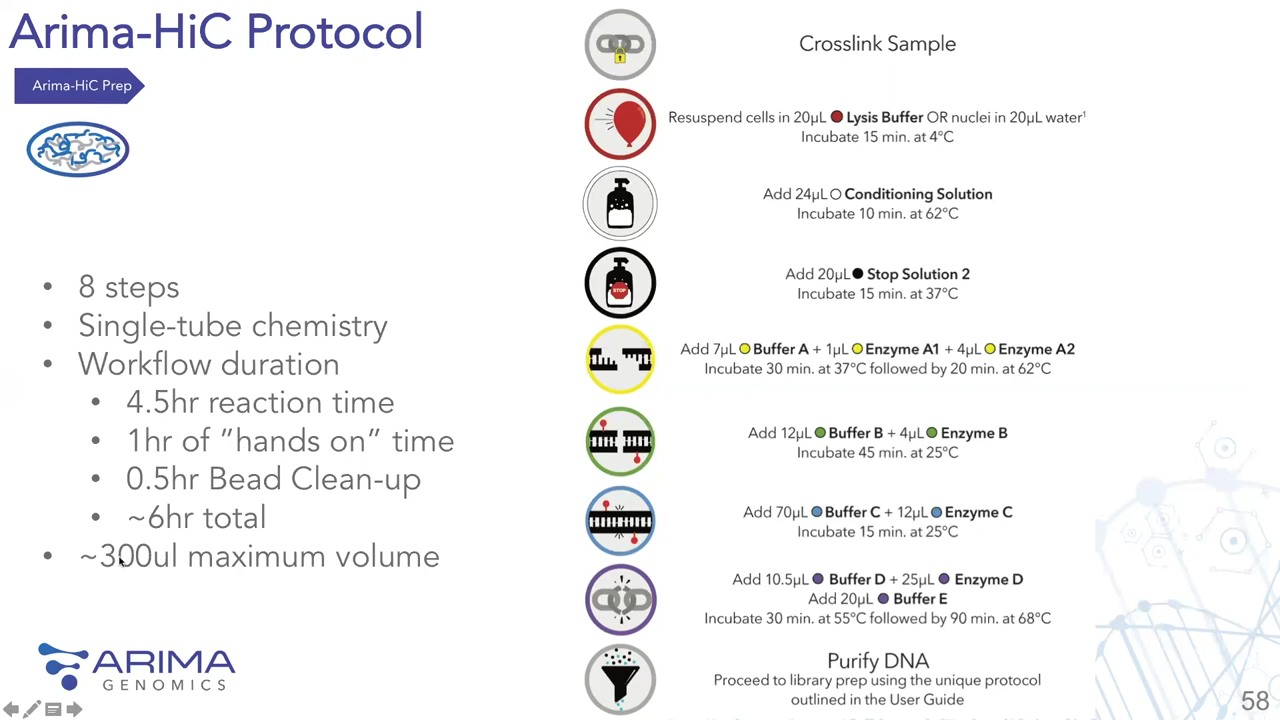 Arima-HiC Protocol
Arima-HiC Prep
• 8 steps
• Single-tube chemistry
• Workflow duration
• 4.5hr reaction time
• 1hr of ”hands on” time
• 0.5hr Bead Clean-up
• ~6hr total
• ~300ul maximum volume
ARIMA
GENOMICS
Crosslink Sample
Resuspend cells in 20µL Lysis Buffer OR nuclei in 20µL water¹
Incubate 15 min. at 4°C
Add 24µL Conditioning Solution
Incubate 10 min. at 62°C
STOP
Add 20µL Stop Solution 2
Incubate 15 min. at 37°C
Add 7µL Buffer A + 1µL Enzyme A1 + 4µL Enzyme A2
Incubate 30 min. at 37°C followed by 20 min. at 62°C
Add 12µL Buffer B + 4µL Enzyme B
Incubate 45 min. at 25°C
Add 70µL Buffer C + 12µL Enzyme C
Incubate 15 min. at 25°C
Add 10.5µL Buffer D + 25µL Enzyme D
Add 20µL Buffer E
Incubate 30 min. at 55°C followed by 90 min. at 68°C
Purify DNA
Proceed to library prep using the unique protocol
outlined in the User Guide
58